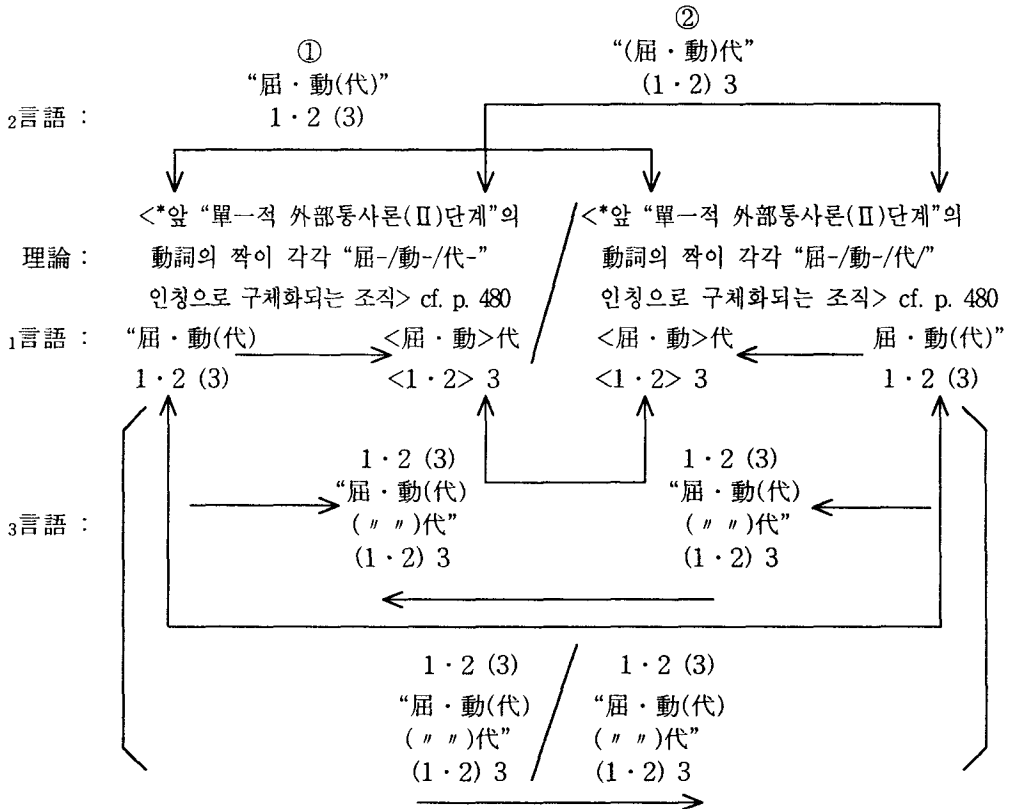 ②
①
“(屈・動)代”
“屈・動(代)”
(1・2) 3
₂言語 : 1・2 (3)
<*앞 “單一적 外部통사론(Ⅱ)단계”의 / <*앞 “單一적 外部통사론(Ⅱ)단계”의
理論: 動詞의 짝이 각각 “屈-/動-/代-” 動詞의 짝이 각각 “屈-/動-/代/”
인칭으로 구체화되는 조직> cf. p. 480 인칭으로 구체화되는 조직> cf. p. 480
₁言語 : “屈・動(代) <屈・動>代 <屈・動>代 屈・動(代)”
1・2 (3) <1・2> 3 <1・2> 3 1・2 (3)
1・2 (3) 1・2 (3)
“屈・動(代) “屈・動(代)
₃言語 : (〃 〃)代” (〃 〃)代”
(1・2) 3 (1・2) 3
1・2 (3) / 1・2 (3)
“屈・動(代) “屈・動(代)
(〃 〃)代” (〃 〃)代”
(1・2) 3 (1・2) 3